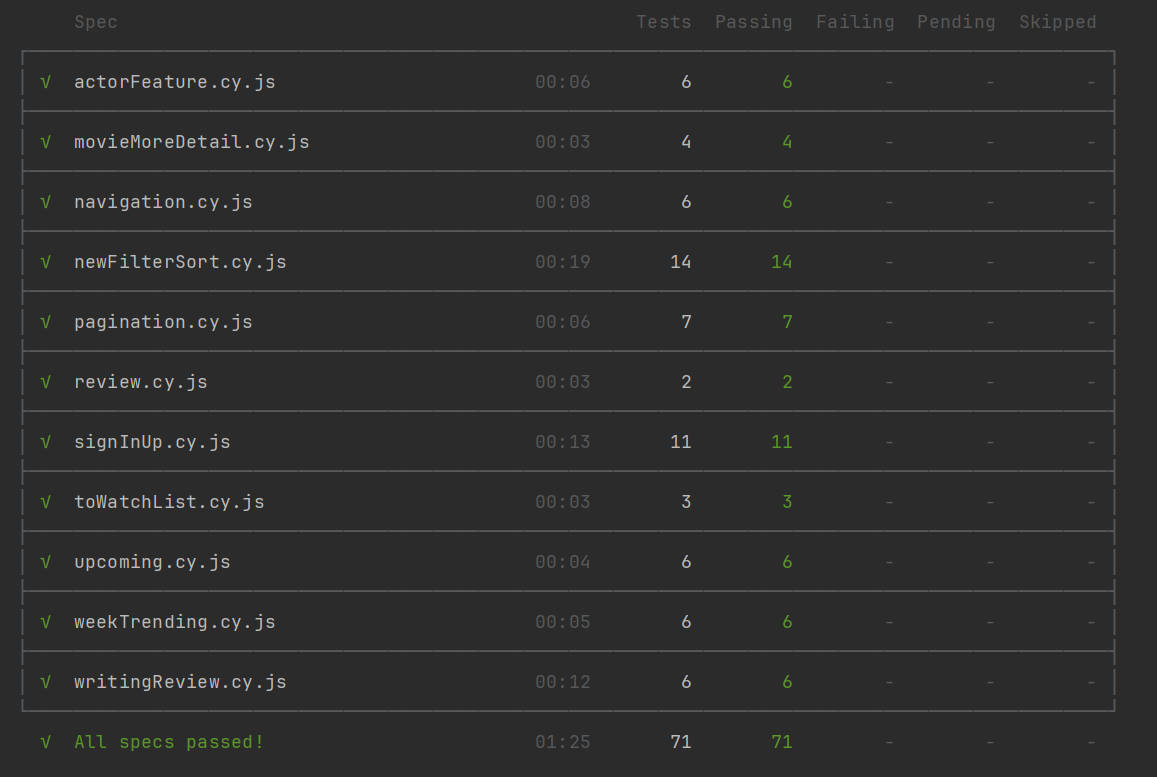 Spec Tests Passing Failing Pending Skipped
√ actorFeature.cy.js 00:06 6 6 - - -
√ movieMoreDetail.cy.js 00:03 4 4 - - -
√ navigation.cy.js 00:08 6 6 - - -
√ newFilterSort.cy.js 00:19 14 14 - - -
√ pagination.cy.js 00:06 7 7 - - -
√ review.cy.js 00:03 2 2 - - -
√ signInUp.cy.js 00:13 11 11 - - -
√ toWatchList.cy.js 00:03 3 3 - - -
√ upcoming.cy.js 00:04 6 6 - - -
√ weekTrending.cy.js 00:05 6 6 - - -
√ writingReview.cy.js 00:12 6 6 - - -
√ All specs passed! 01:25 71 71 - - -